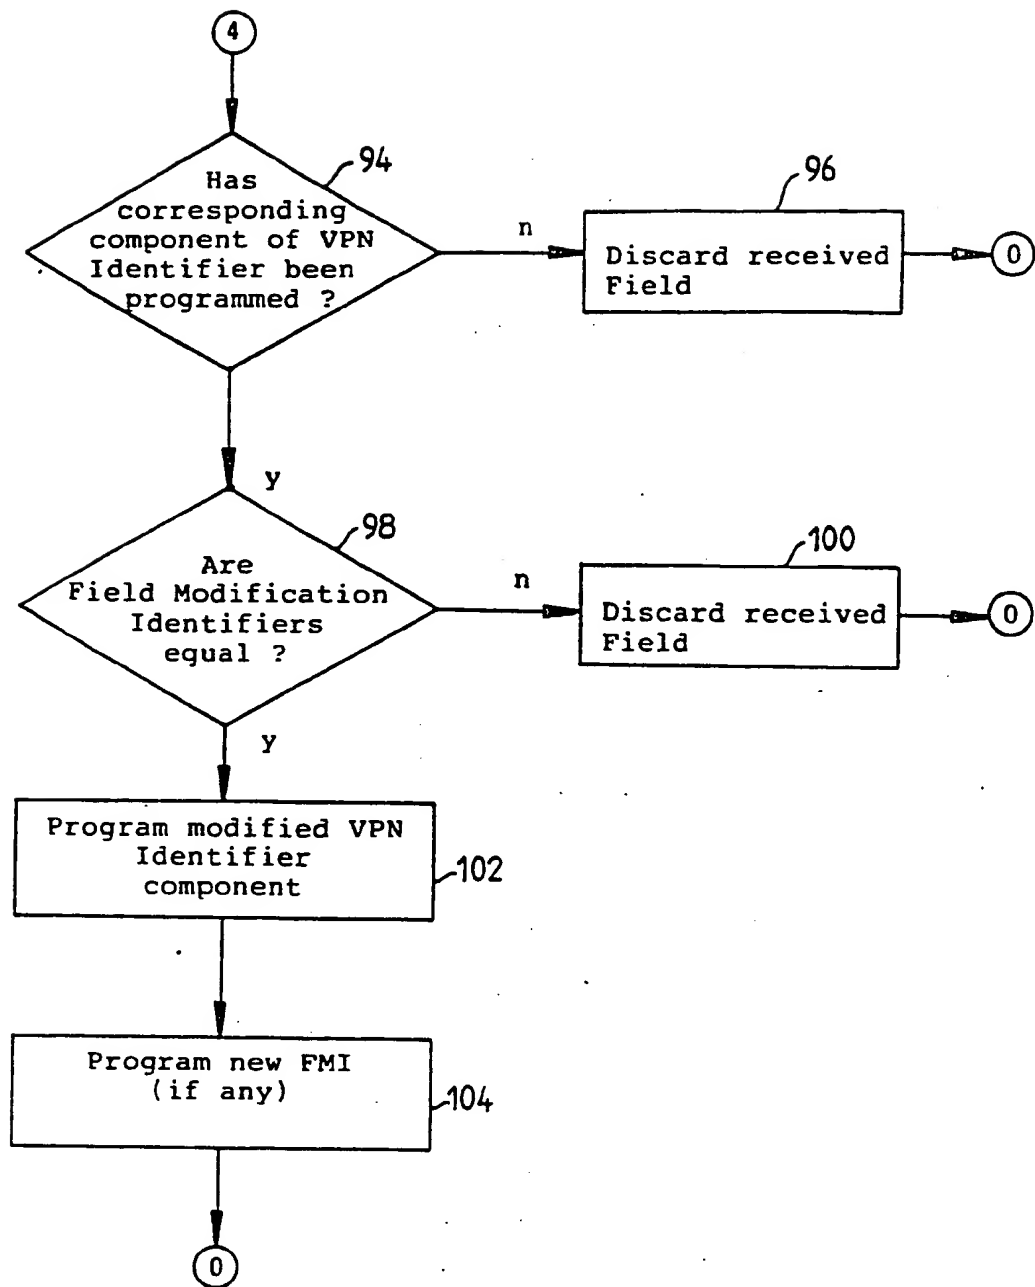 4
94
Has
corresponding
component of VPN
Identifier been
programmed ?
n
96
Discard received
Field
0
y
98
Are
Field Modification
Identifiers
equal ?
n
100
Discard received
Field
0
y
Program modified VPN
Identifier
component
102
Program new FMI
(if any)
104
0